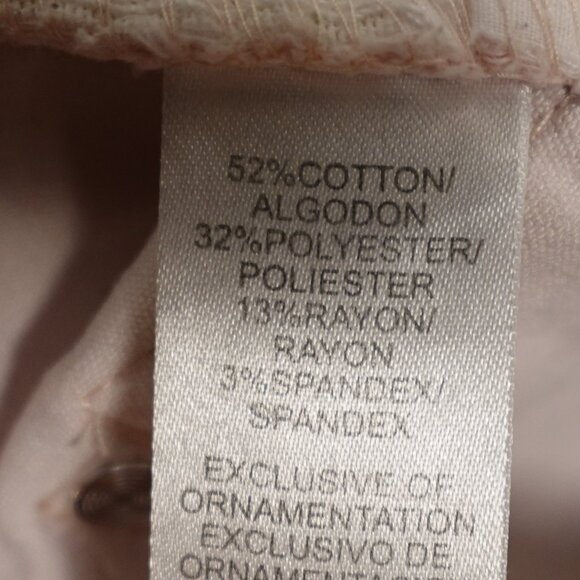 52%COTTON/
ALGODON
32%POLYESTER/
POLIESTER
13%RAYON/
RAYON
3%SPANDEX/
SPANDEX
EXCLUSIVE OF
ORNAMENTATION
EXCLUSIVO DE